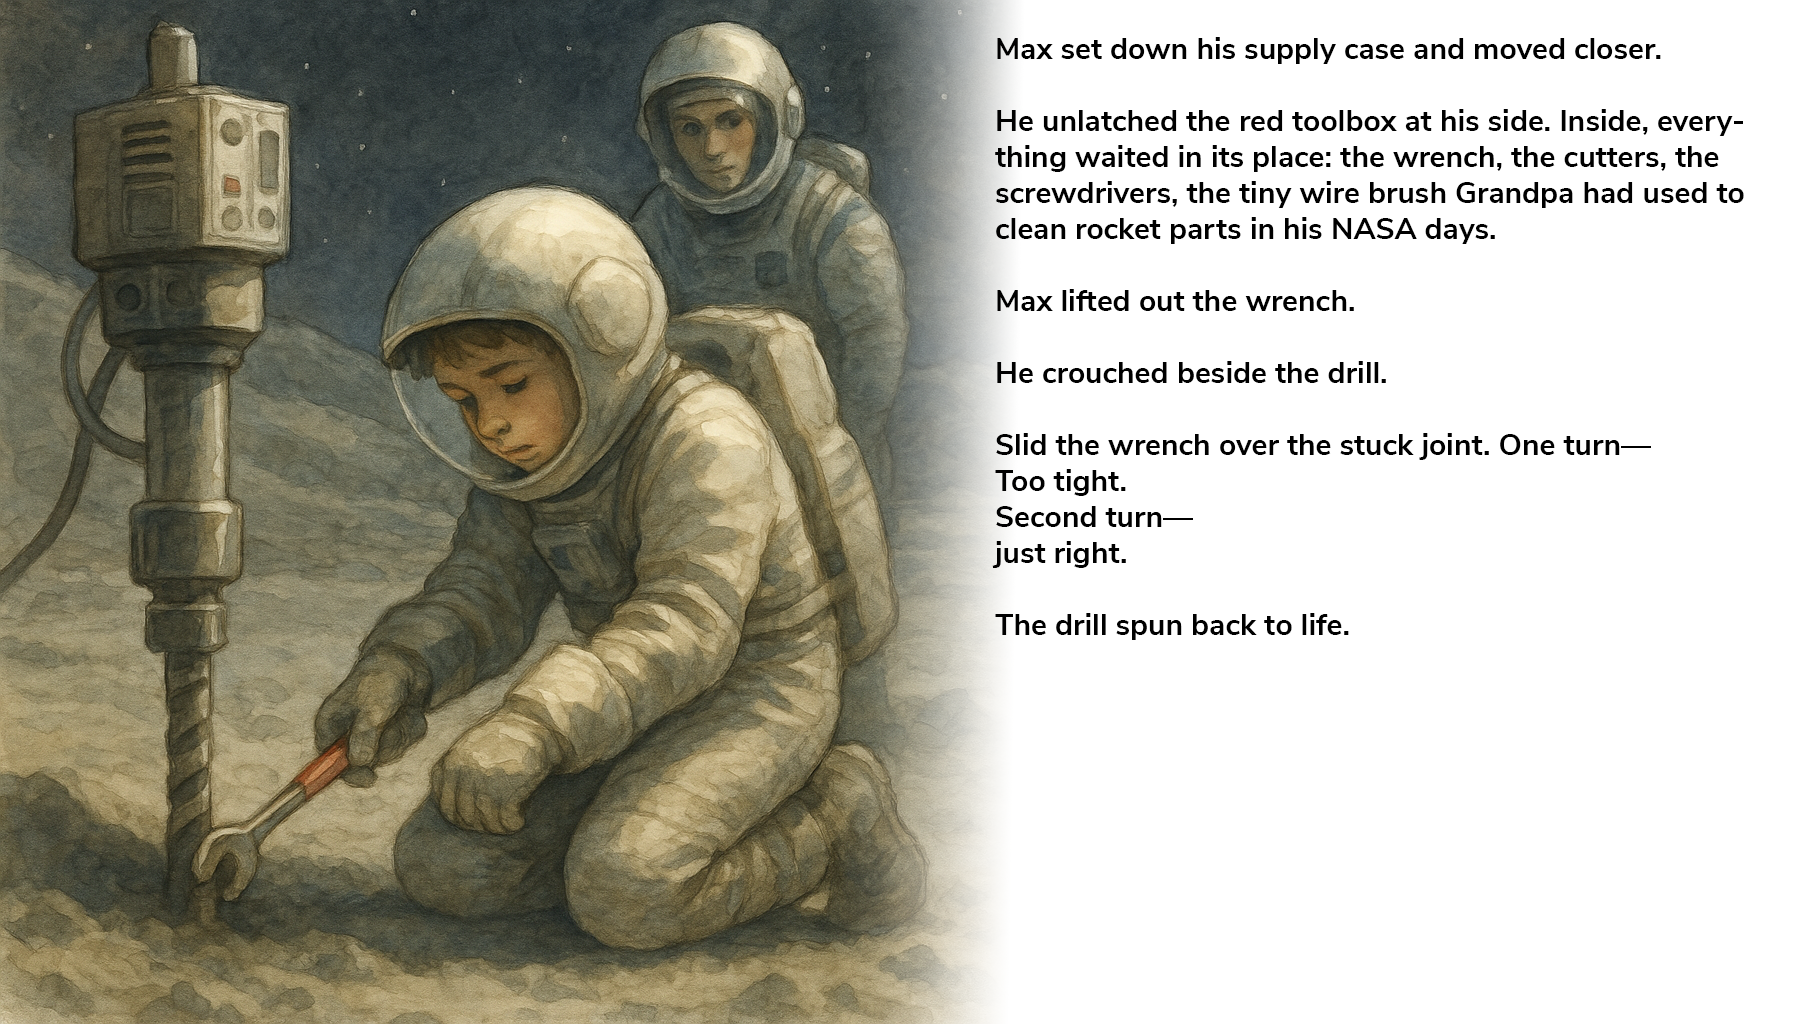 Max set down his supply case and moved closer.
He unlatched the red toolbox at his side. Inside, every-
thing waited in its place: the wrench, the cutters, the
screwdrivers, the tiny wire brush Grandpa had used to
clean rocket parts in his NASA days.
Max lifted out the wrench.
He crouched beside the drill.
Slid the wrench over the stuck joint. One turn—
Too tight.
Second turn—
just right.
The drill spun back to life.